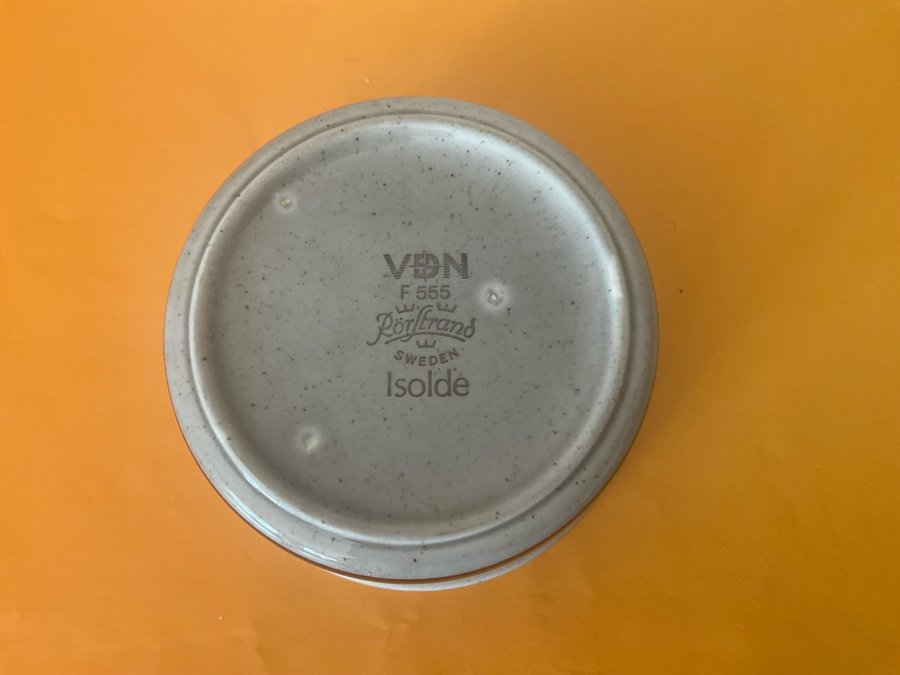 VDN
F 555
Rörstrand
SWEDEN
Isolde